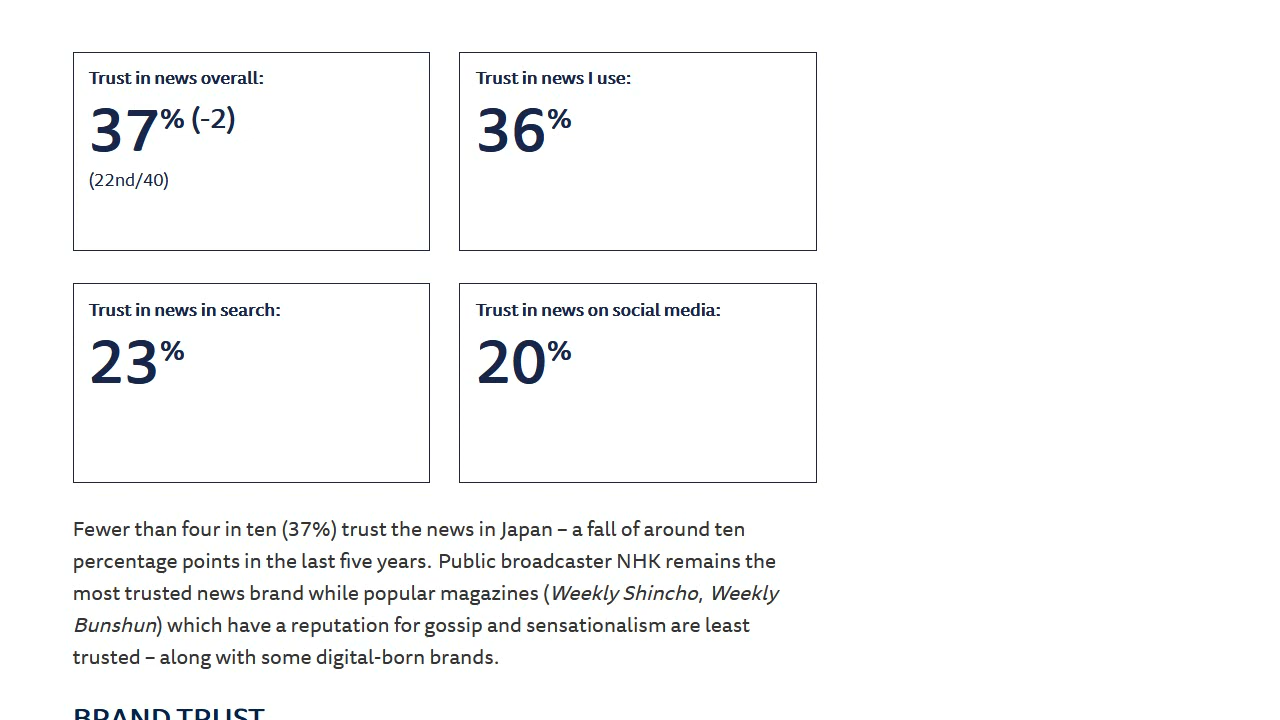 Trust in news overall:
37% (-2)
(22nd/40)
Trust in news I use:
36%
Trust in news in search:
23%
Trust in news on social media:
20%
Fewer than four in ten (37%) trust the news in Japan – a fall of around ten
percentage points in the last five years. Public broadcaster NHK remains the
most trusted news brand while popular magazines (Weekly Shincho, Weekly
Bunshun) which have a reputation for gossip and sensationalism are least
trusted – along with some digital-born brands.
BRAND TRUST